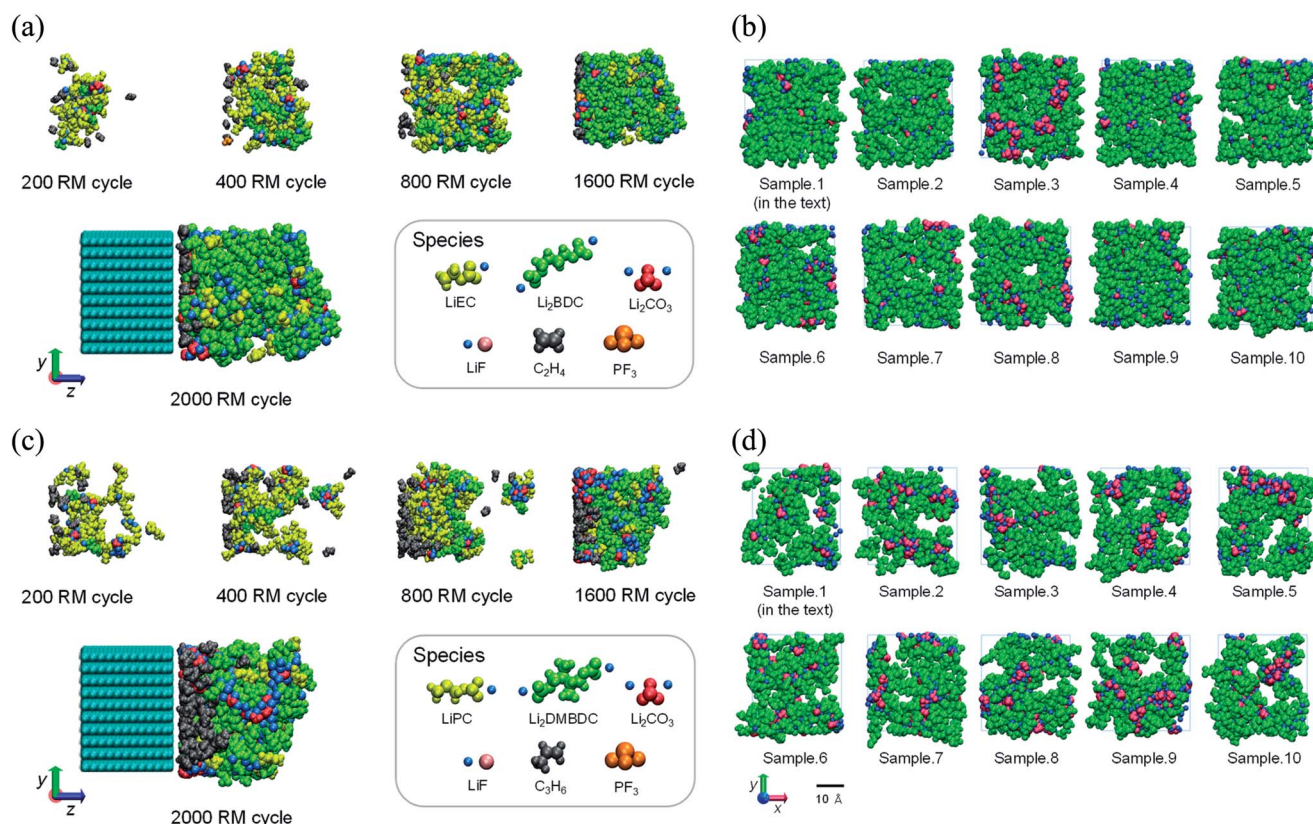 (a)
200 RM cycle
400 RM cycle
800 RM cycle
1600 RM cycle
y
z
2000 RM cycle
Species
LiEC
Li₂BDC
Li₂CO₃
LiF
C₂H₄
PF₃
(b)
Sample.1
(in the text)
Sample.2
Sample.3
Sample.4
Sample.5
Sample.6
Sample.7
Sample.8
Sample.9
Sample.10
(c)
200 RM cycle
400 RM cycle
800 RM cycle
1600 RM cycle
y
z
2000 RM cycle
Species
LiPC
Li₂DMBDC
Li₂CO₃
LiF
C₃H₆
PF₃
(d)
Sample.1
(in the text)
Sample.2
Sample.3
Sample.4
Sample.5
Sample.6
Sample.7
Sample.8
Sample.9
Sample.10
y
x
10 Å